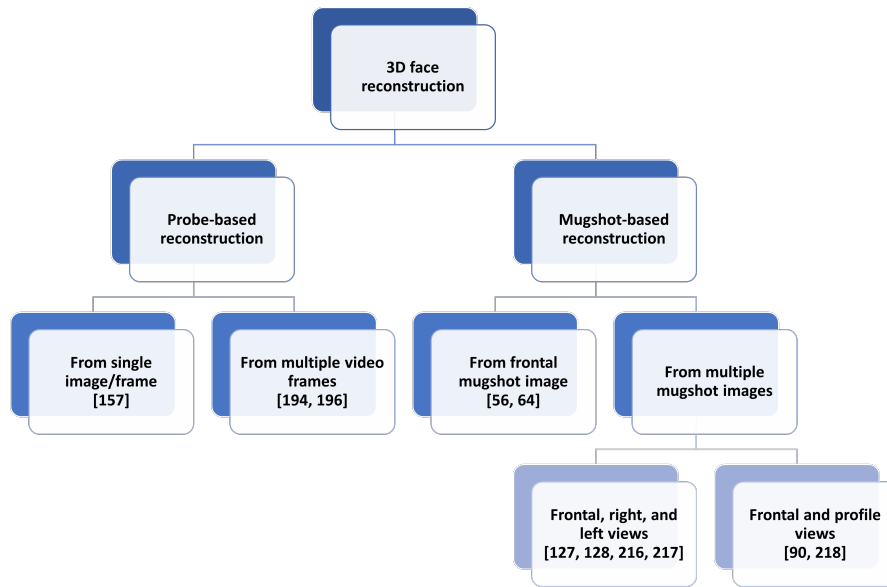 3D face
reconstruction
Probe-based
reconstruction
Mugshot-based
reconstruction
From single
image/frame
[157]
From multiple video
frames
[194, 196]
From frontal
mugshot image
[56, 64]
From multiple
mugshot images
Frontal, right, and
left views
[127, 128, 216, 217]
Frontal and profile
views
[90, 218]